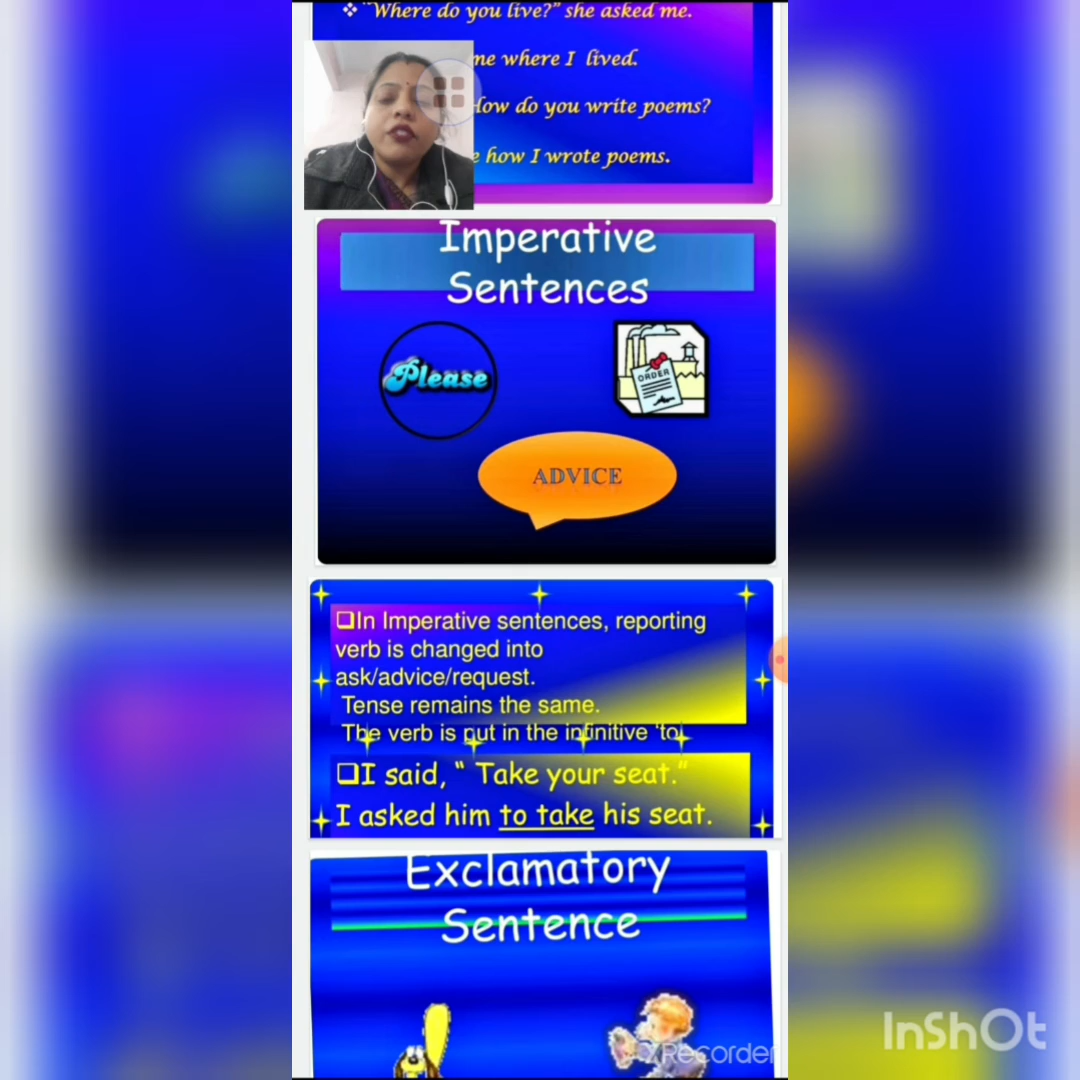 ❖ “Where do you live?” she asked me.
me where I lived.
How do you write poems?
how I wrote poems.
Imperative
Sentences
Please
ORDER
ADVICE
❑In Imperative sentences, reporting
verb is changed into
ask/advice/request.
Tense remains the same.
The verb is put in the infinitive ‘to
❑I said, “ Take your seat.”
I asked him to take his seat.
Exclamatory
Sentence
XRecorder
InShOt